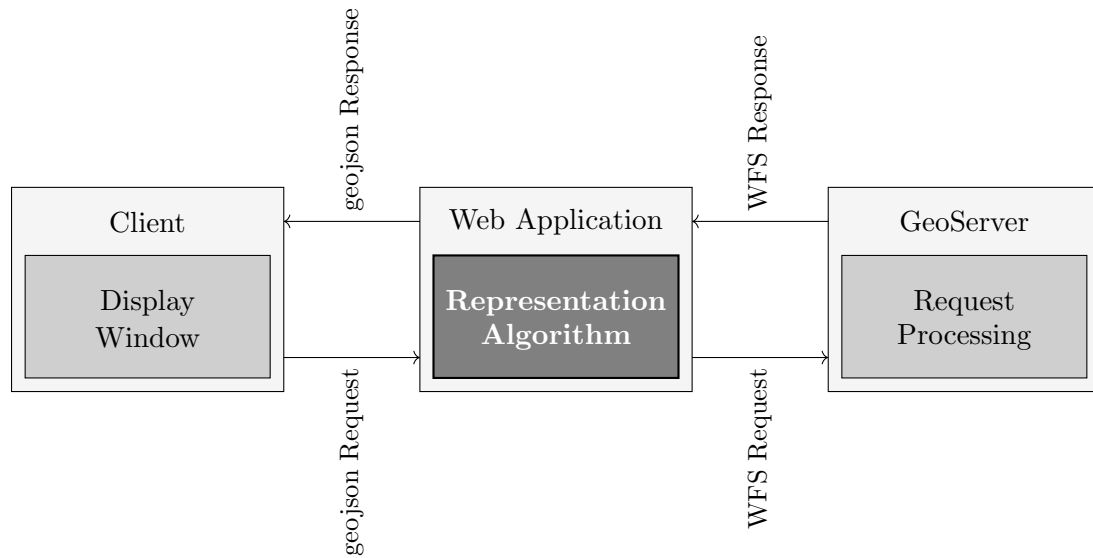 geojson Response
WFS Response
Client
Web Application
GeoServer
Display
Window
Representation
Algorithm
Request
Processing
geojson Request
WFS Request